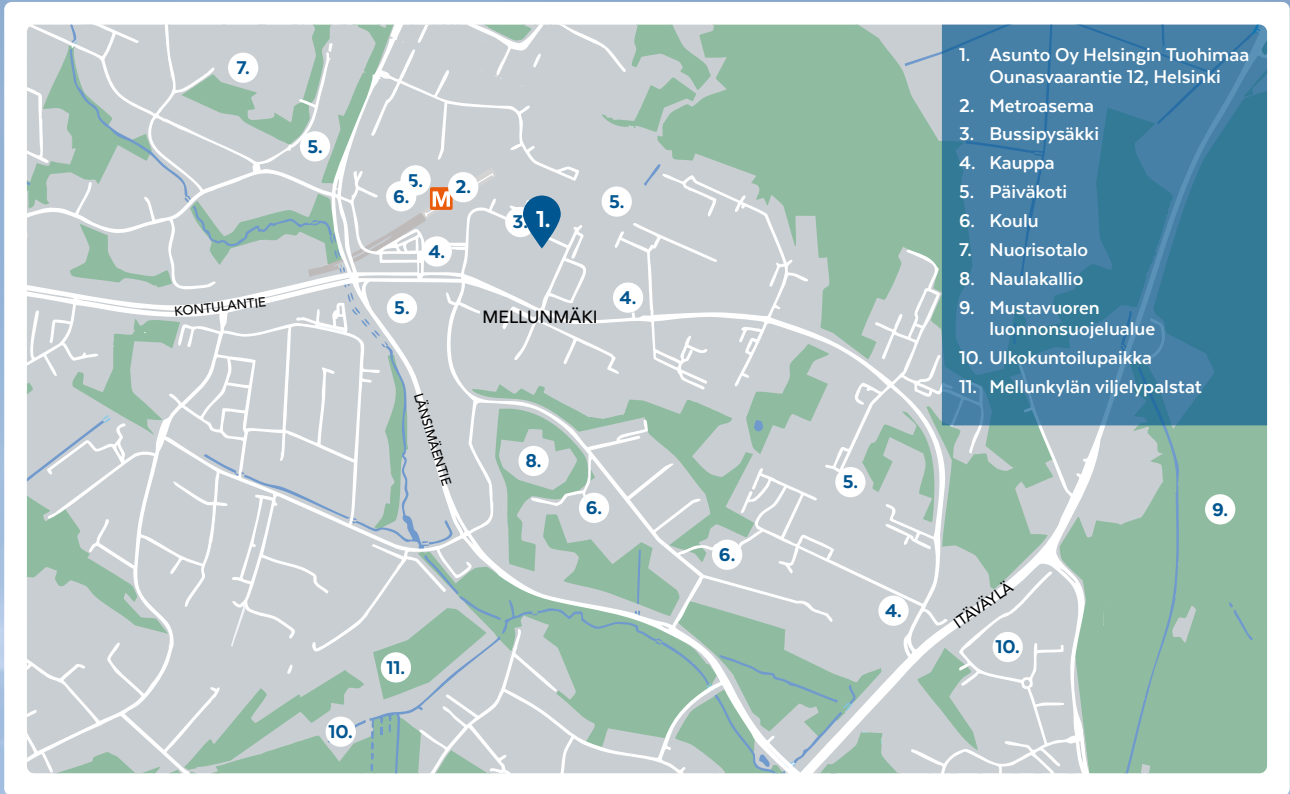 7.
5.
5.
6.
M
2.
5.
3.
1.
4.
KONTULANTIE
5.
MELLUNMÄKI
4.
LÄNSIMÄENTIE
8.
5.
6.
9.
6.
4.
ITÄVÄYLÄ
10.
11.
10.
1. Asunto Oy Helsingin Tuohimaa
Ounasvaarantie 12, Helsinki
2. Metroasema
3. Bussipysäkki
4. Kauppa
5. Päiväkoti
6. Koulu
7. Nuorisotalo
8. Naulakallio
9. Mustavuoren
luonnonsuojelualue
10. Ulkokuntoilupaikka
11. Mellunkylän viljelypalstat